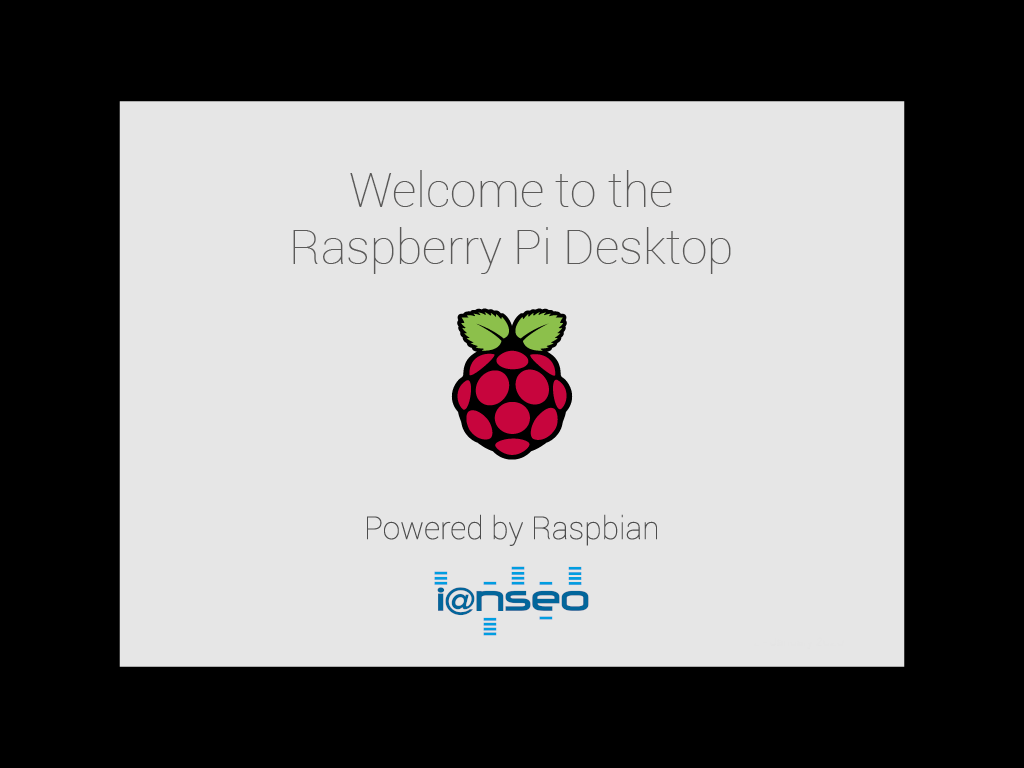 Welcome to the
Raspberry Pi Desktop
Powered by Raspbian
i@nseo